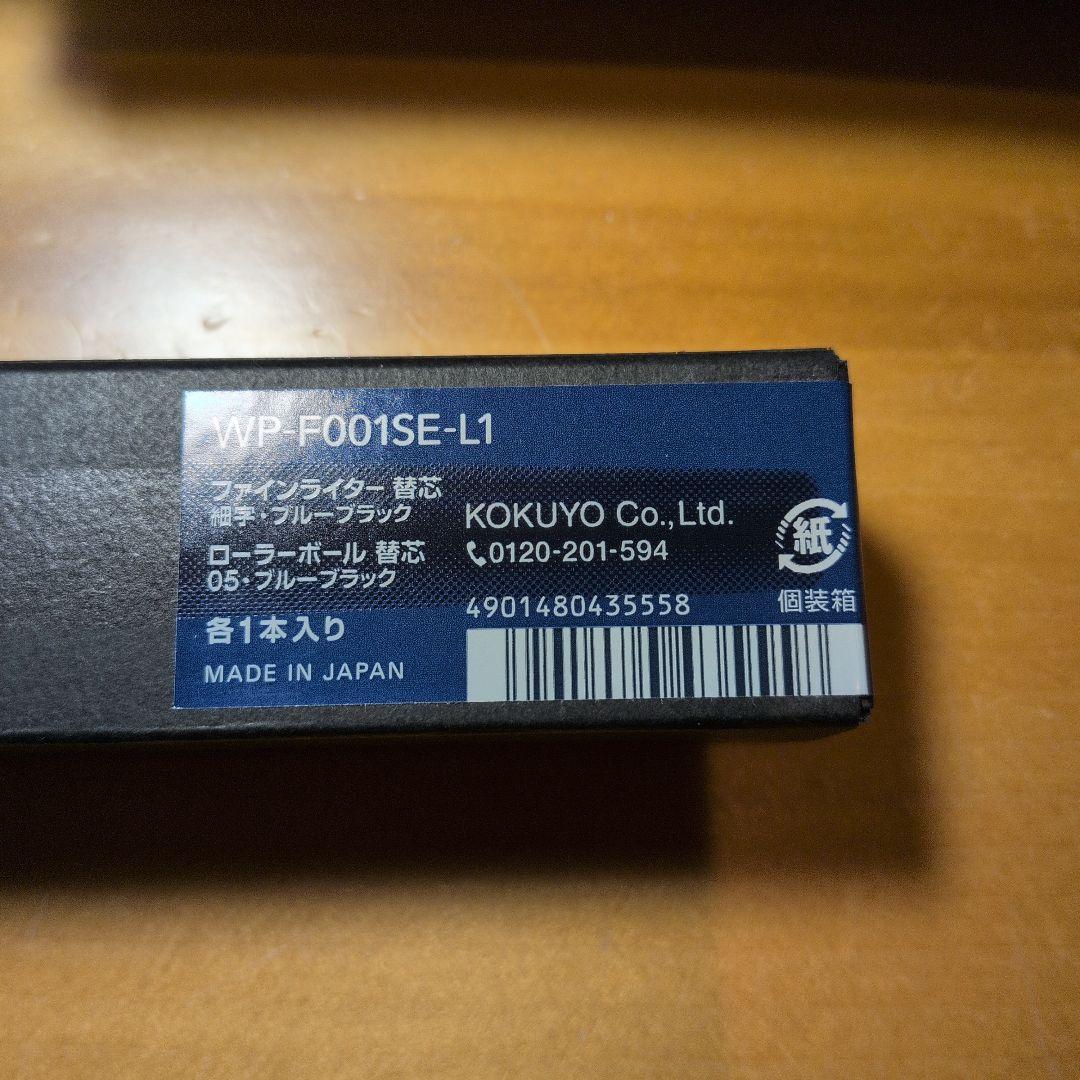 WP-F001SE-L1
ファインライター 替芯
細字・ブルーブラック
ローラーボール 替芯
05・ブルーブラック
各1本入り
MADE IN JAPAN
KOKUYO Co.,Ltd.
0120-201-594
4901480435558
紙
個装箱